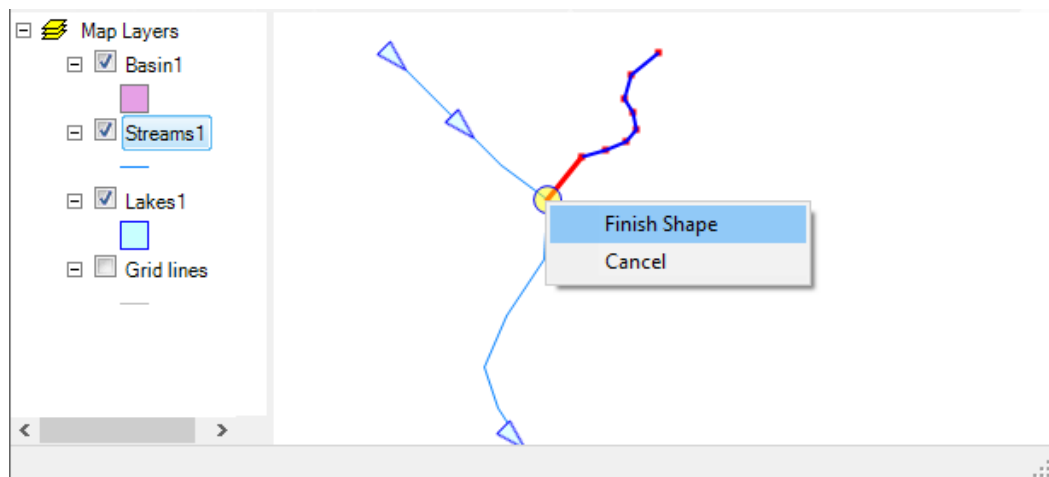 Map Layers
Basin1
Streams1
Lakes1
Grid lines
Finish Shape
Cancel